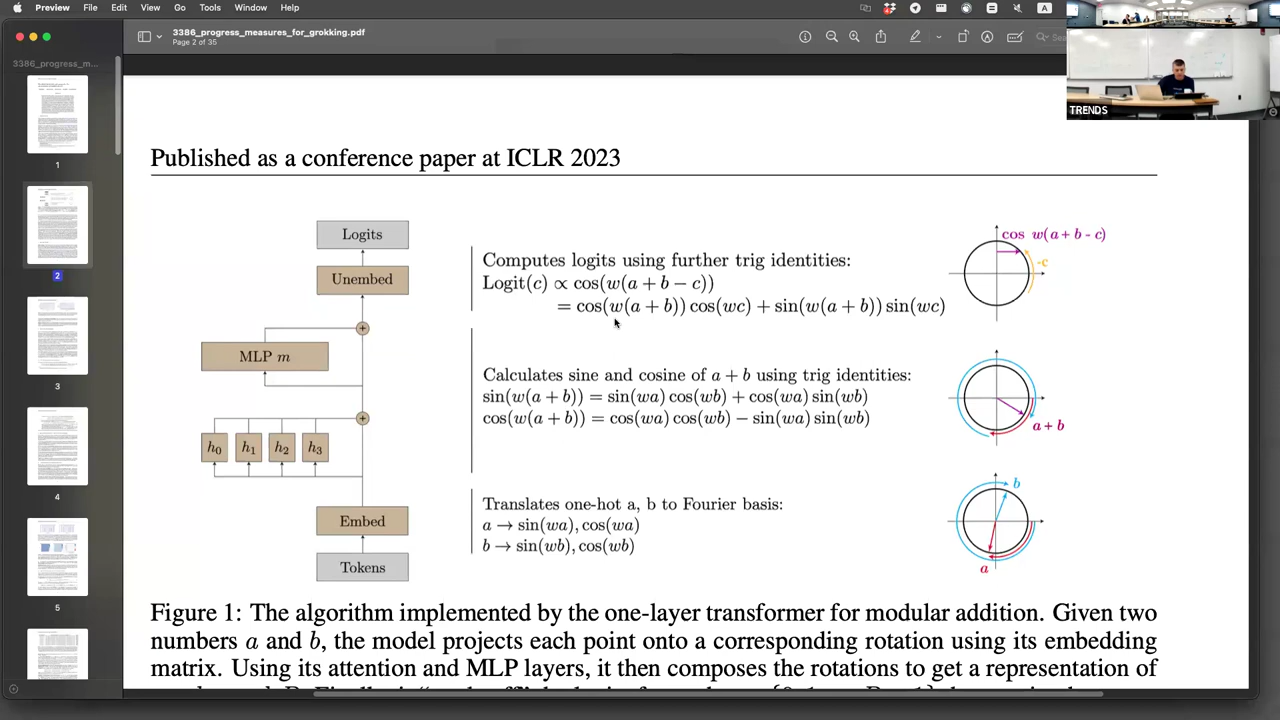 Preview File Edit View Go Tools Window Help
3386_progress_measures_for_grokking.pdf
Page 2 of 35
3386_progress_m...
1
2
3
4
5
TRENDS
Published as a conference paper at ICLR 2023
Logits
Unembed
MLP m
h₀ h₁ h₂ h₃
Embed
Tokens
Computes logits using further trig identities:
Logit(c) ∝ cos(w(a + b − c))
= cos(w(a + b)) cos(wc) + sin(w(a + b)) sin(wc)
cos w(a + b - c)
-c
Calculates sine and cosine of a + b using trig identities:
sin(w(a + b)) = sin(wa) cos(wb) + cos(wa) sin(wb)
cos(w(a + b)) = cos(wa) cos(wb) − sin(wa) sin(wb)
a + b
Translates one-hot a, b to Fourier basis:
a → sin(wa), cos(wa)
sin(wb), cos(wb)
b
a
Figure 1: The algorithm implemented by the one-layer transformer for modular addition. Given two
numbers a and b, the model projects each point onto a corresponding rotation using its embedding
matrix. Using its attention and MLP layers, it then composes the rotations to get a representation of